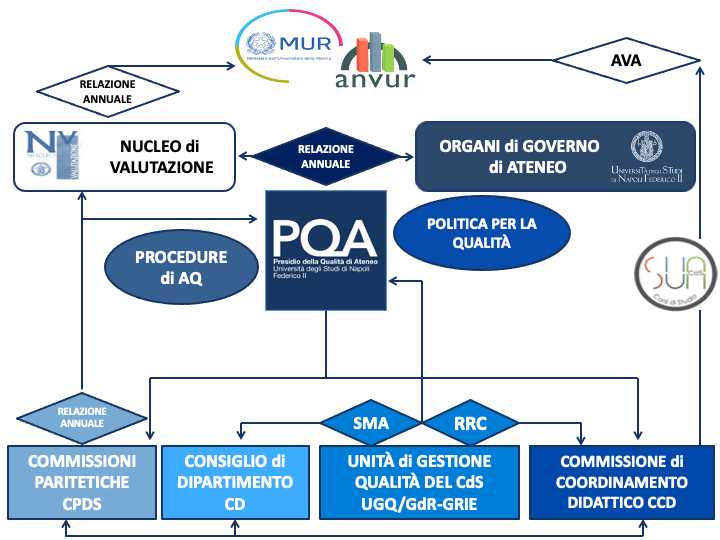 MUR
Ministero dell'Università e della Ricerca
anvur
AVA
RELAZIONE
ANNUALE
NUCLEO di
VALUTAZIONE
NUCLEO
VALUTAZIONE
RELAZIONE
ANNUALE
ORGANI di GOVERNO
di ATENEO
UNIVERSITÀ DEGLI STUDI
DI NAPOLI FEDERICO II
PROCEDURE
di AQ
PQA
Presidio della Qualità di Ateneo
Università degli Studi di Napoli
Federico II
POLITICA PER LA
QUALITÀ
SUA
CdS
Corsi di Studio
RELAZIONE
ANNUALE
SMA
RRC
COMMISSIONI
PARITETICHE
CPDS
CONSIGLIO di
DIPARTIMENTO
CD
UNITÀ di GESTIONE
QUALITÀ DEL CdS
UGQ/GdR-GRIE
COMMISSIONE di
COORDINAMENTO
DIDATTICO CCD